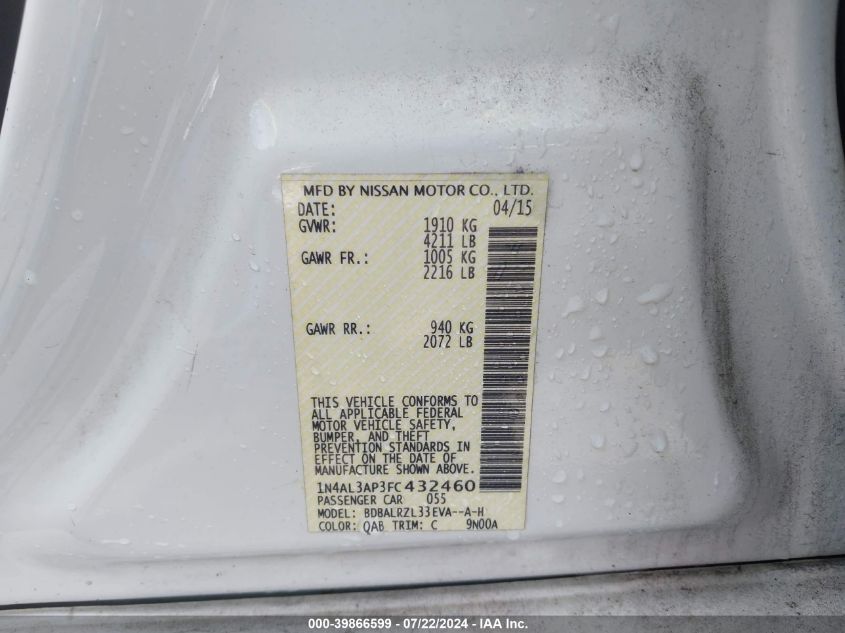 MFD BY NISSAN MOTOR CO., LTD.
DATE: 04/15
GVWR: 1910 KG
4211 LB
GAWR FR.: 1005 KG
2216 LB
GAWR RR.: 940 KG
2072 LB
THIS VEHICLE CONFORMS TO
ALL APPLICABLE FEDERAL
MOTOR VEHICLE SAFETY,
BUMPER, AND THEFT
PREVENTION STANDARDS IN
EFFECT ON THE DATE OF
MANUFACTURE SHOWN ABOVE.
1N4AL3AP3FC432460
PASSENGER CAR 055
MODEL: BDBALRZL33EVA--A-H
COLOR: QAB TRIM: C 9N00A
000-39866599 - 07/22/2024 - IAA Inc.